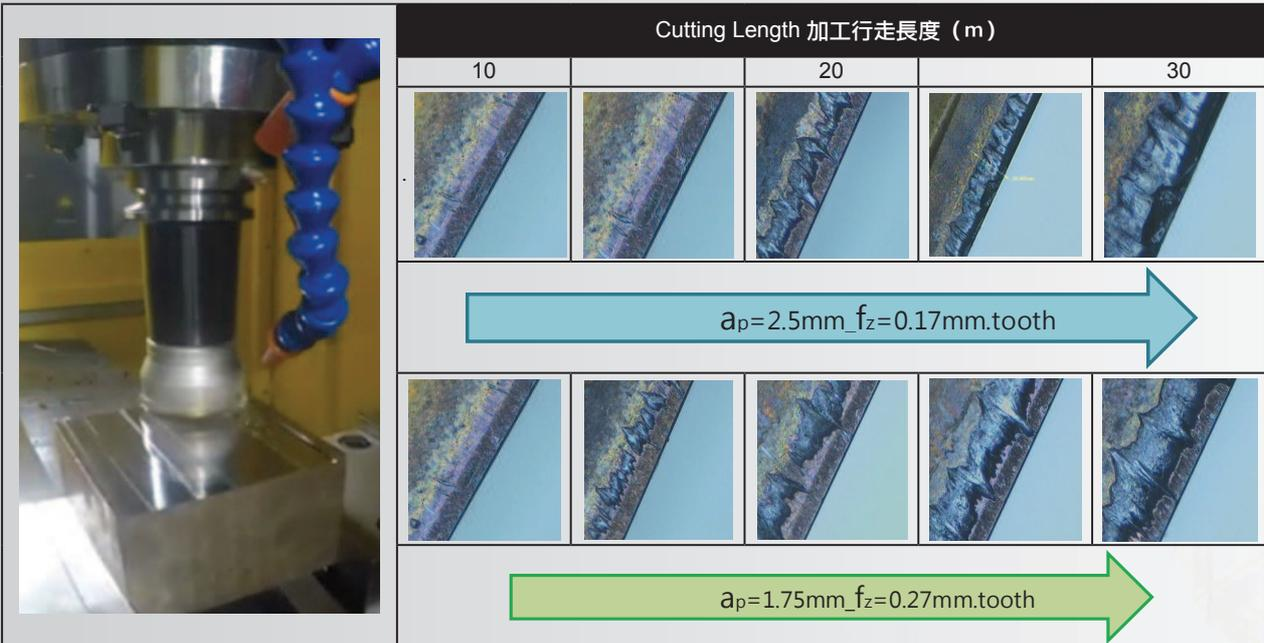 Cutting Length 加工行走長度（m）
10 20 30
ap=2.5mm_fz=0.17mm.tooth
ap=1.75mm_fz=0.27mm.tooth